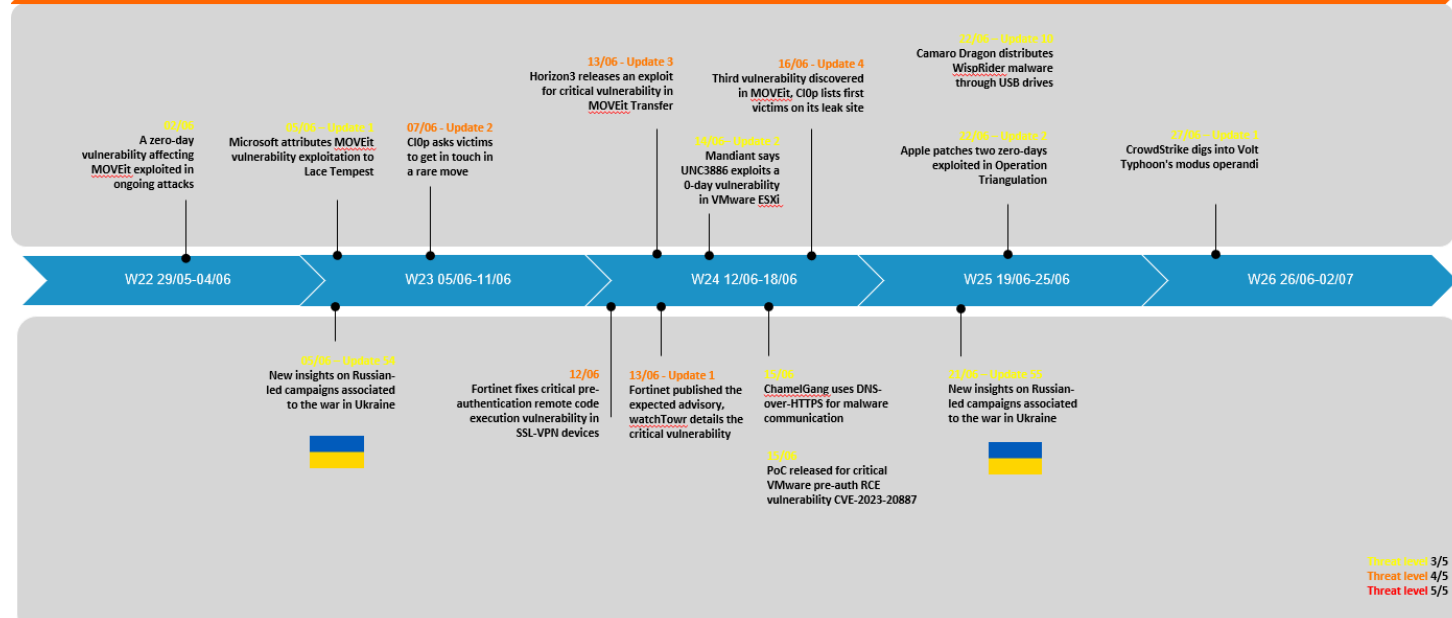 22/06 – Update 10
Camaro Dragon distributes
WispRider malware
through USB drives
13/06 - Update 3
Horizon3 releases an exploit
for critical vulnerability in
MOVEit Transfer
16/06 - Update 4
Third vulnerability discovered
in MOVEit, Cl0p lists first
victims on its leak site
02/06
A zero-day
vulnerability affecting
MOVEit exploited in
ongoing attacks
05/06 – Update 1
Microsoft attributes MOVEit
vulnerability exploitation to
Lace Tempest
07/06 - Update 2
Cl0p asks victims
to get in touch in
a rare move
14/06 - Update 2
Mandiant says
UNC3886 exploits a
0-day vulnerability
in VMware ESXi
22/06 – Update 2
Apple patches two zero-days
exploited in Operation
Triangulation
27/06 – Update 1
CrowdStrike digs into Volt
Typhoon's modus operandi
W22 29/05-04/06
W23 05/06-11/06
W24 12/06-18/06
W25 19/06-25/06
W26 26/06-02/07
05/06 – Update 54
New insights on Russian-
led campaigns associated
to the war in Ukraine
12/06
Fortinet fixes critical pre-
authentication remote code
execution vulnerability in
SSL-VPN devices
13/06 - Update 1
Fortinet published the
expected advisory,
watchTowr details the
critical vulnerability
15/06
ChamelGang uses DNS-
over-HTTPS for malware
communication
15/06
PoC released for critical
VMware pre-auth RCE
vulnerability CVE-2023-20887
21/06 – Update 55
New insights on Russian-
led campaigns associated
to the war in Ukraine
Threat level 3/5
Threat level 4/5
Threat level 5/5